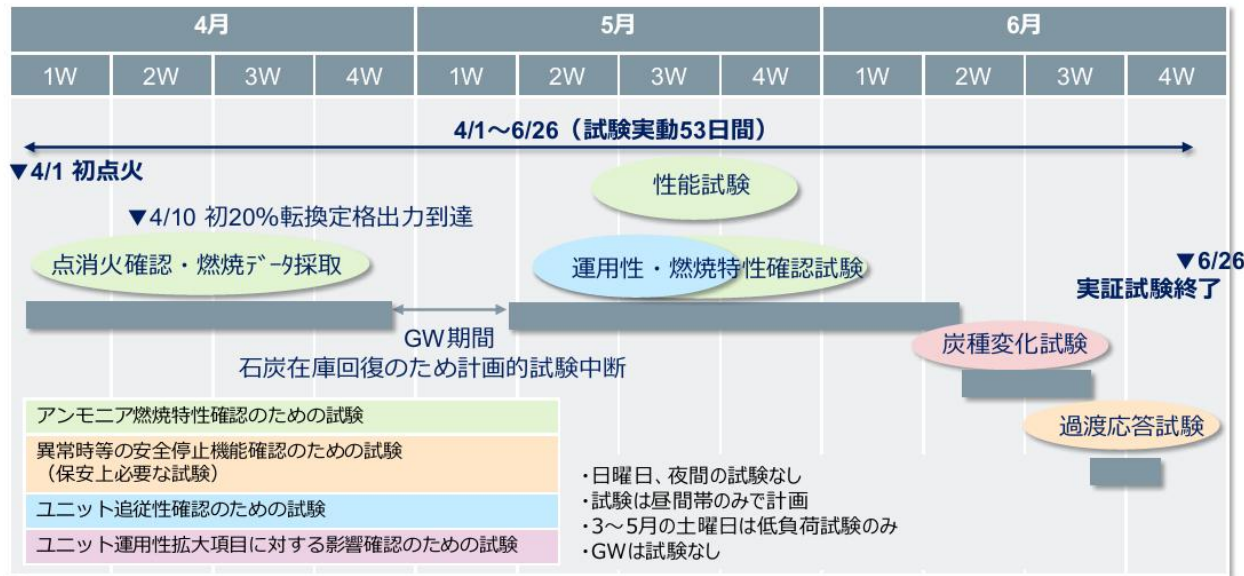 4月 5月 6月
1W 2W 3W 4W 1W 2W 3W 4W 1W 2W 3W 4W
4/1～6/26（試験実動53日間）
▼4/1 初点火
性能試験
▼4/10 初20%転換定格出力到達
点消火確認・燃焼ﾃﾞｰﾀ採取
運用性・燃焼特性確認試験
▼6/26
実証試験終了
GW期間
石炭在庫回復のため計画的試験中断
炭種変化試験
過渡応答試験
アンモニア燃焼特性確認のための試験
異常時等の安全停止機能確認のための試験
（保安上必要な試験）
ユニット追従性確認のための試験
ユニット運用性拡大項目に対する影響確認のための試験
・日曜日、夜間の試験なし
・試験は昼間帯のみで計画
・3～5月の土曜日は低負荷試験のみ
・GWは試験なし